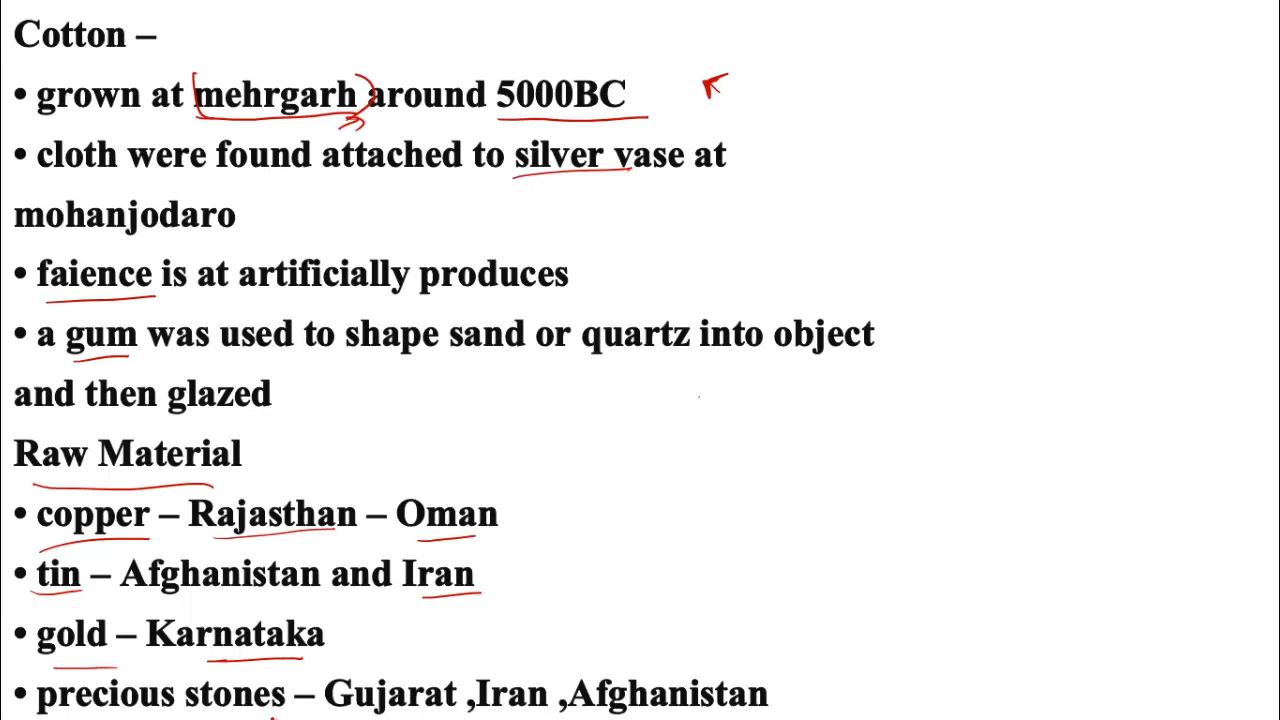 Cotton –
• grown at mehrgarh around 5000BC
• cloth were found attached to silver vase at
mohanjodaro
• faience is at artificially produces
• a gum was used to shape sand or quartz into object
and then glazed
Raw Material
• copper – Rajasthan – Oman
• tin – Afghanistan and Iran
• gold – Karnataka
• precious stones – Gujarat ,Iran ,Afghanistan